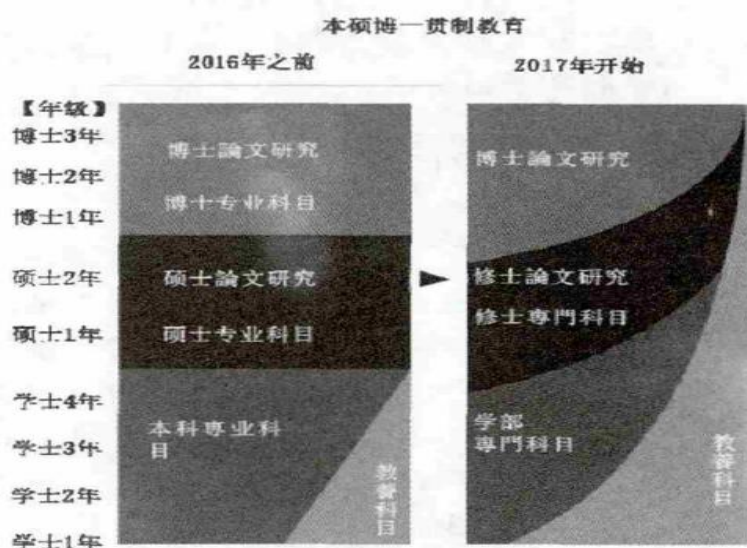 本硕博一贯制教育
2016年之前
2017年开始
【年级】
博士3年
博士2年
博士1年
硕士2年
硕士1年
学士4年
学士3年
学士2年
学士1年
博士論文研究
博士专业科目
硕士論文研究
硕士专业科目
本科専业科
目
教養科目
博士論文研究
修士論文研究
修士専門科目
学部
専門科目
教養科目